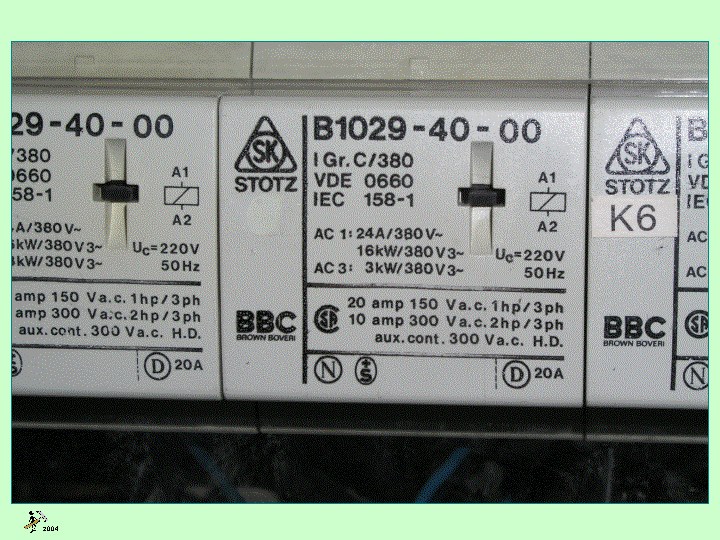 29-40-00
/380
0660
158-1
A1
A2
A/380V~
kW/380V3~
kW/380V3~
Uc=220V
50Hz
amp 150 Va.c. 1hp/3ph
amp 300 Va.c. 2hp/3ph
aux.cont. 300 Va.c. H.D.
S
D 20A
SK
STOTZ
B1029-40-00
I Gr. C/380
VDE 0660
IEC 158-1
A1
A2
AC 1: 24A/380V~
16kW/380V3~
AC 3: 3kW/380V3~
Uc=220V
50Hz
BBC
BROWN BOVERI
20 amp 150 Va.c. 1hp/3ph
10 amp 300 Va.c. 2hp/3ph
aux.cont. 300 Va.c. H.D.
N
S
D 20A
SK
STOTZ
K6
B
I G
VD
IE
AC
AC
BBC
BROWN BOVERI
N
2004